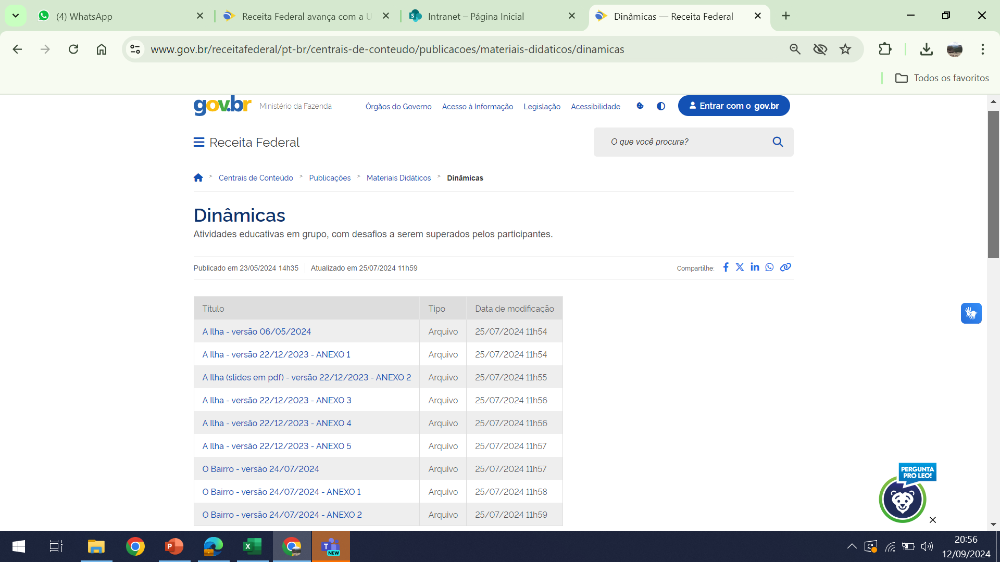 (4) WhatsApp
Receita Federal avança com a U
Intranet – Página Inicial
Dinâmicas — Receita Federal
www.gov.br/receitafederal/pt-br/centrais-de-conteudo/publicacoes/materiais-didaticos/dinamicas
Todos os favoritos
gov.br Ministério da Fazenda Órgãos do Governo Acesso à Informação Legislação Acessibilidade Entrar com o gov.br
Receita Federal O que você procura?
> Centrais de Conteúdo > Publicações > Materiais Didáticos > Dinâmicas
Dinâmicas
Atividades educativas em grupo, com desafios a serem superados pelos participantes.
Publicado em 23/05/2024 14h35 Atualizado em 25/07/2024 11h59 Compartilhe:
Título Tipo Data de modificação
A Ilha - versão 06/05/2024 Arquivo 25/07/2024 11h54
A Ilha - versão 22/12/2023 - ANEXO 1 Arquivo 25/07/2024 11h54
A Ilha (slides em pdf) - versão 22/12/2023 - ANEXO 2 Arquivo 25/07/2024 11h55
A Ilha - versão 22/12/2023 - ANEXO 3 Arquivo 25/07/2024 11h56
A Ilha - versão 22/12/2023 - ANEXO 4 Arquivo 25/07/2024 11h56
A Ilha - versão 22/12/2023 - ANEXO 5 Arquivo 25/07/2024 11h57
O Bairro - versão 24/07/2024 Arquivo 25/07/2024 11h57
O Bairro - versão 24/07/2024 - ANEXO 1 Arquivo 25/07/2024 11h58
O Bairro - versão 24/07/2024 - ANEXO 2 Arquivo 25/07/2024 11h59
PERGUNTA
PRO LEO!
NEW
20:56
12/09/2024